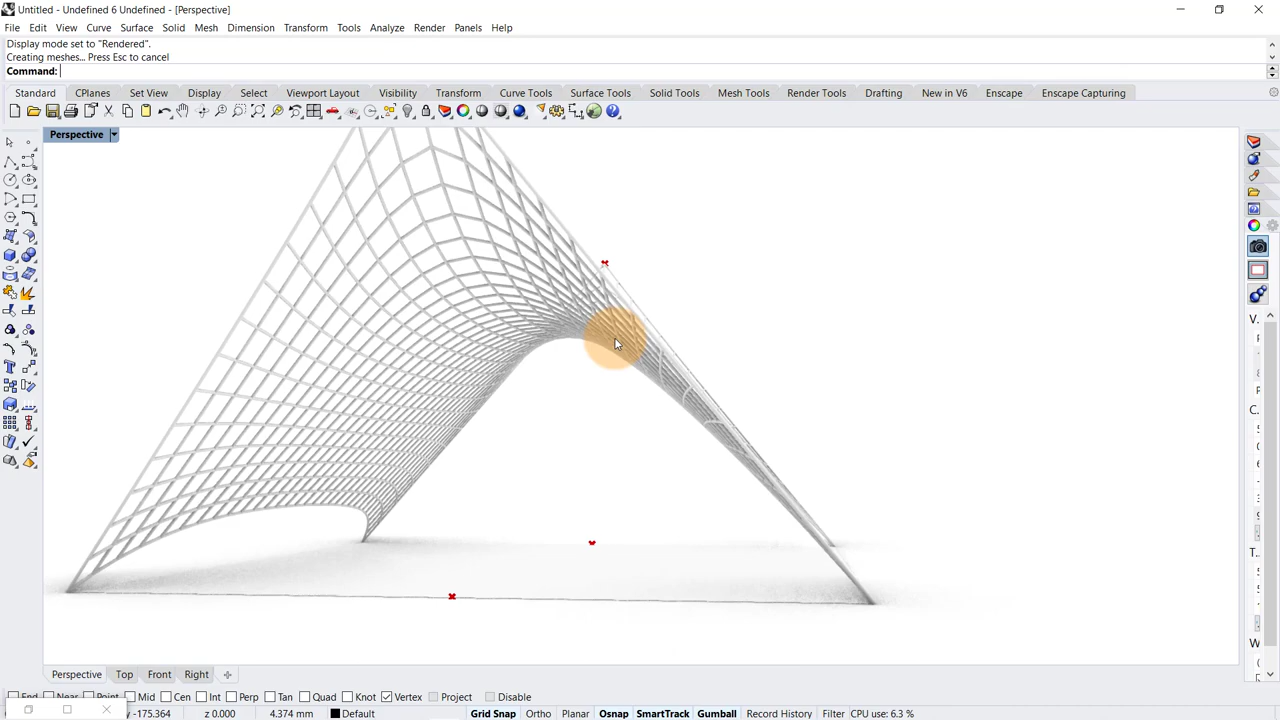 Untitled - Undefined 6 Undefined - [Perspective]
File Edit View Curve Surface Solid Mesh Dimension Transform Tools Analyze Render Panels Help
Display mode set to "Rendered".
Creating meshes... Press Esc to cancel
Command:
Standard CPlanes Set View Display Select Viewport Layout Visibility Transform Curve Tools Surface Tools Solid Tools Mesh Tools Render Tools Drafting New in V6 Enscape Enscape Capturing
Perspective
V.
C.
T.
W
Perspective Top Front Right
End Near Point Mid Cen Int Perp Tan Quad Knot Vertex Project Disable
-175.364 z 0.000 4.374 mm Default Grid Snap Ortho Planar Osnap SmartTrack Gumball Record History Filter CPU use: 6.3 %